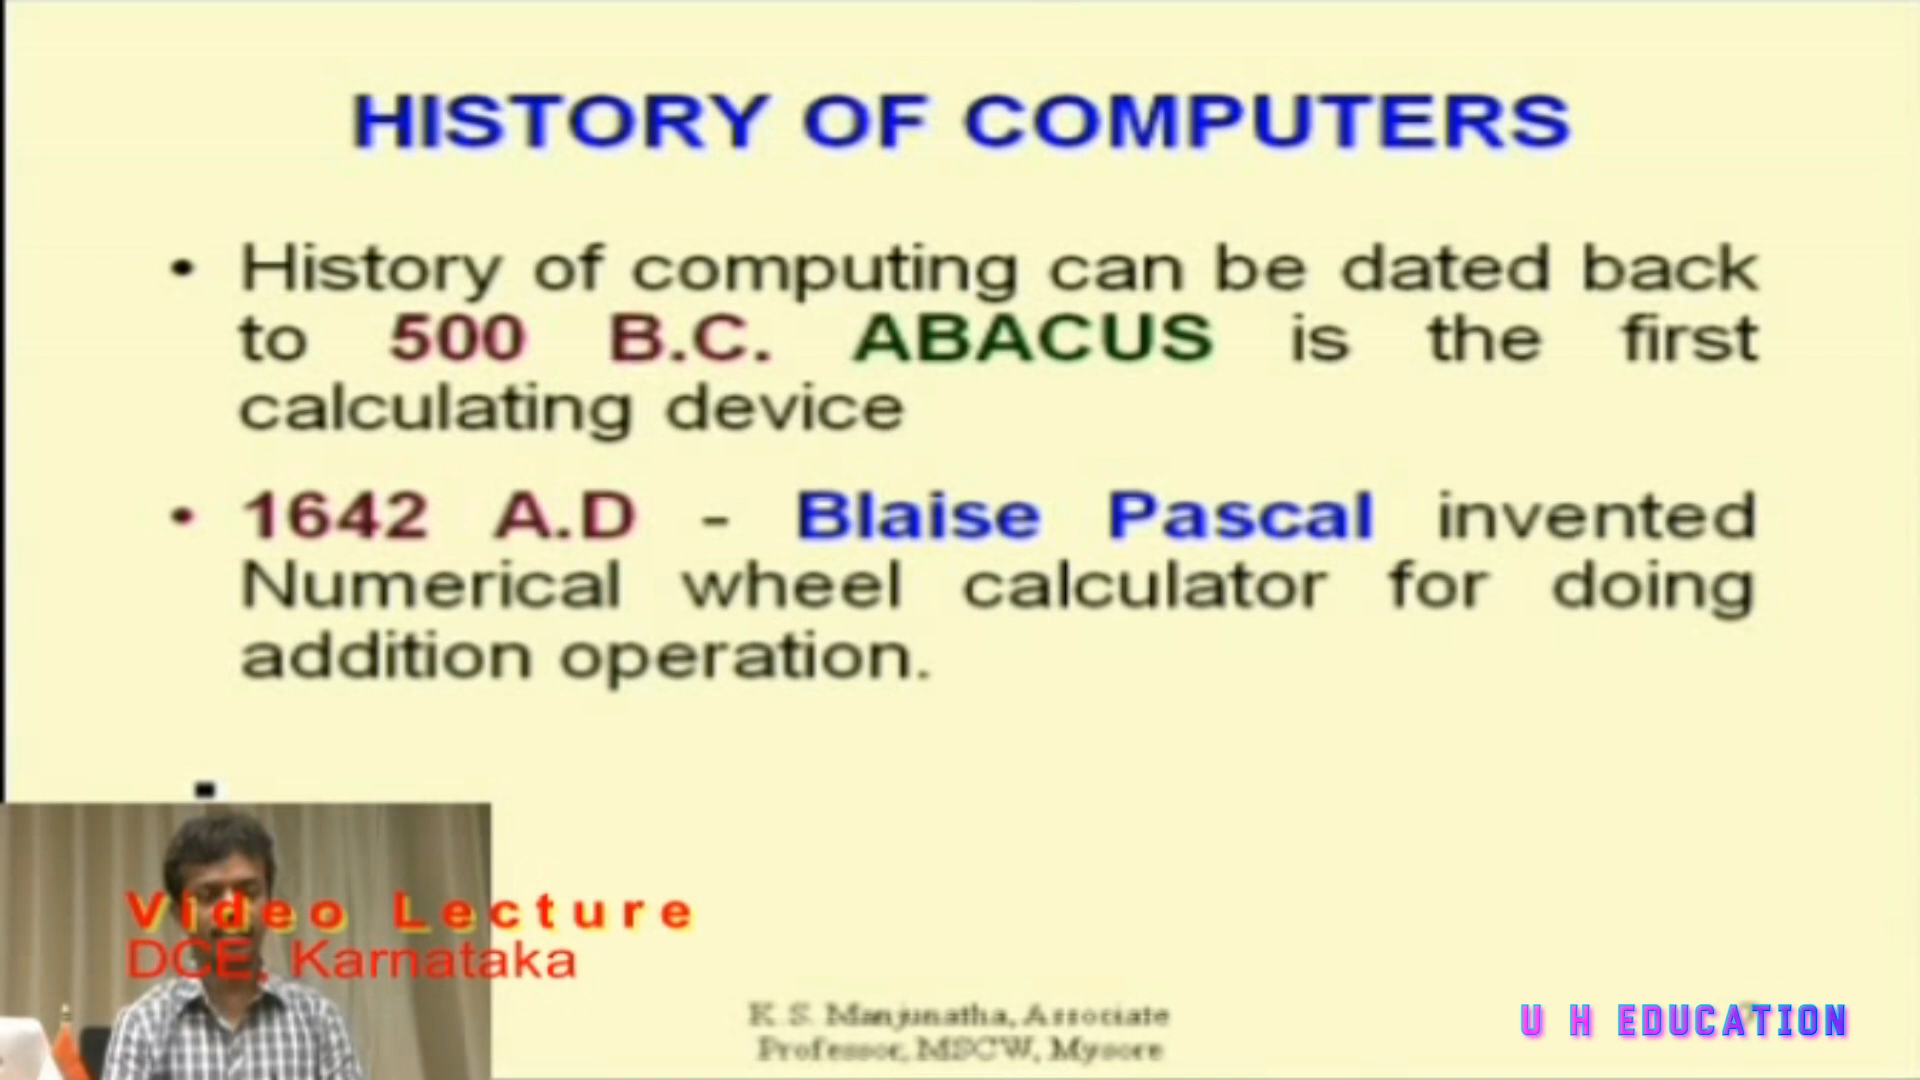 HISTORY OF COMPUTERS
• History of computing can be dated back
to 500 B.C. ABACUS is the first
calculating device
• 1642 A.D - Blaise Pascal invented
Numerical wheel calculator for doing
addition operation.
Video Lecture
DCE, Karnataka
K. S. Manjunatha, Associate
Professor, MSCW, Mysore
U H EDUCATION